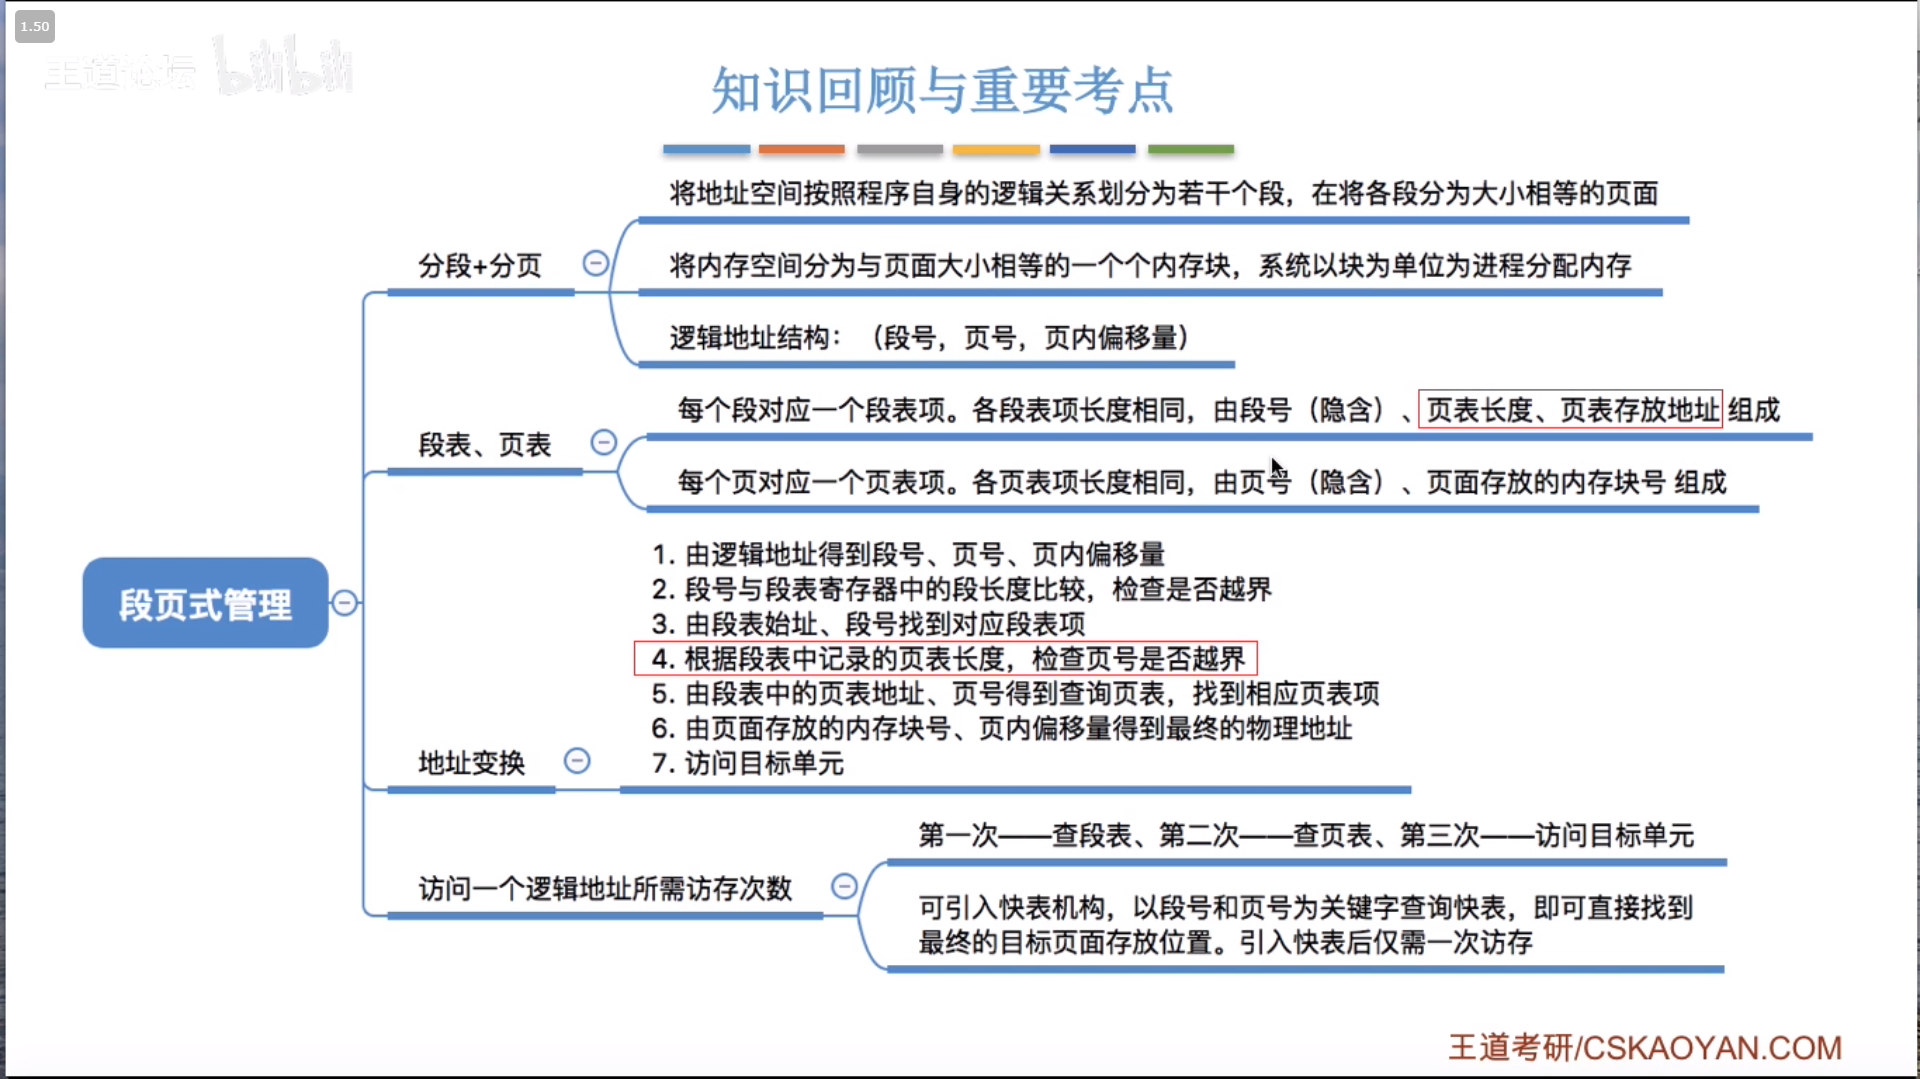 1.50
王道论坛 bilibili
知识回顾与重要考点
将地址空间按照程序自身的逻辑关系划分为若干个段，在将各段分为大小相等的页面
分段+分页
将内存空间分为与页面大小相等的一个个内存块，系统以块为单位为进程分配内存
逻辑地址结构：（段号，页号，页内偏移量）
每个段对应一个段表项。各段表项长度相同，由段号（隐含）、页表长度、页表存放地址 组成
段表、页表
每个页对应一个页表项。各页表项长度相同，由页号（隐含）、页面存放的内存块号 组成
段页式管理
1. 由逻辑地址得到段号、页号、页内偏移量
2. 段号与段表寄存器中的段长度比较，检查是否越界
3. 由段表始址、段号找到对应段表项
4. 根据段表中记录的页表长度，检查页号是否越界
5. 由段表中的页表地址、页号得到查询页表，找到相应页表项
6. 由页面存放的内存块号、页内偏移量得到最终的物理地址
7. 访问目标单元
地址变换
第一次——查段表、第二次——查页表、第三次——访问目标单元
访问一个逻辑地址所需访存次数
可引入快表机构，以段号和页号为关键字查询快表，即可直接找到
最终的目标页面存放位置。引入快表后仅需一次访存
王道考研/CSKAOYAN.COM